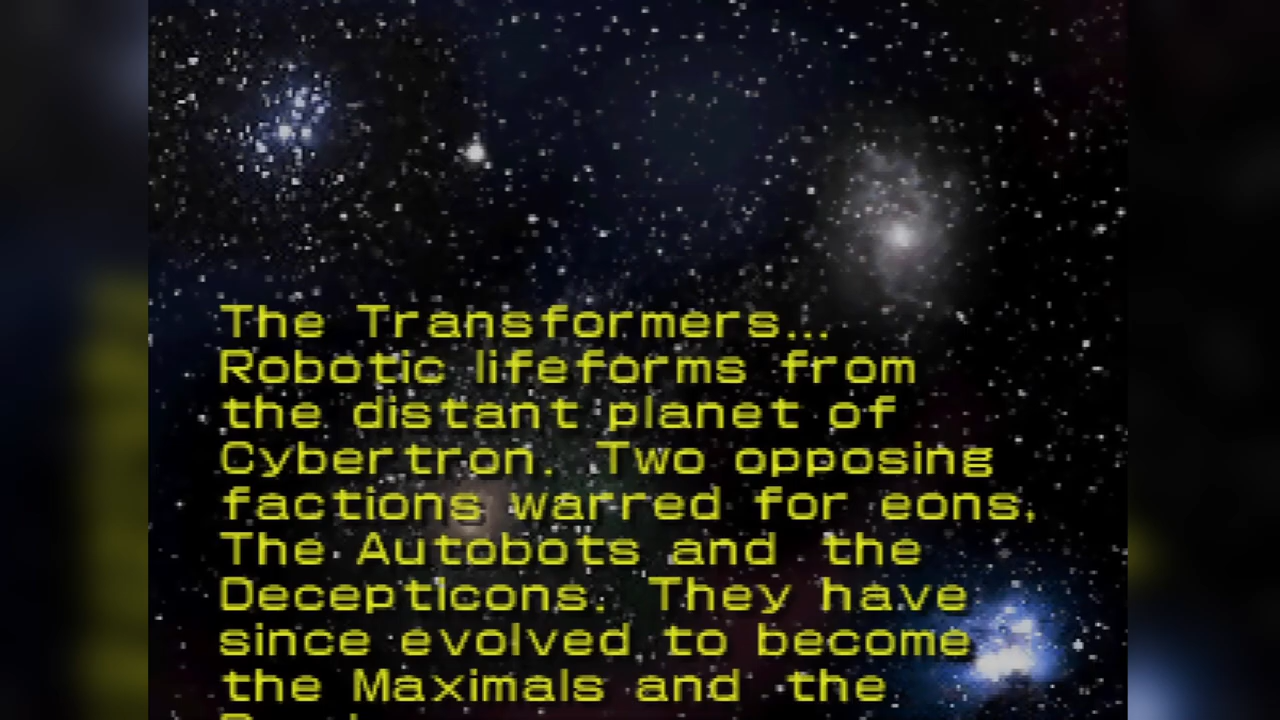 The Transformers...
Robotic lifeforms from
the distant planet of
Cybertron. Two opposing
factions warred for eons,
The Autobots and the
Decepticons. They have
since evolved to become
the Maximals and the